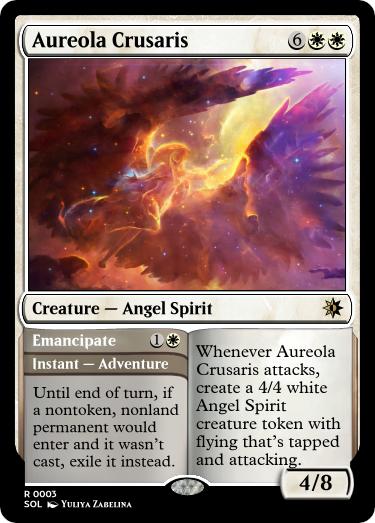 Aureola Crusaris 6
Creature — Angel Spirit
Emancipate 1
Instant — Adventure
Until end of turn, if
a nontoken, nonland
permanent would
enter and it wasn't
cast, exile it instead.
Whenever Aureola
Crusaris attacks,
create a 4/4 white
Angel Spirit
creature token with
flying that's tapped
and attacking.
4/8
R 0003
SOL Yuliya Zabelina